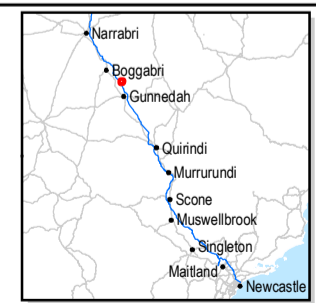 Narrabri
Boggabri
Gunnedah
Quirindi
Murrurundi
Scone
Muswellbrook
Singleton
Maitland
Newcastle